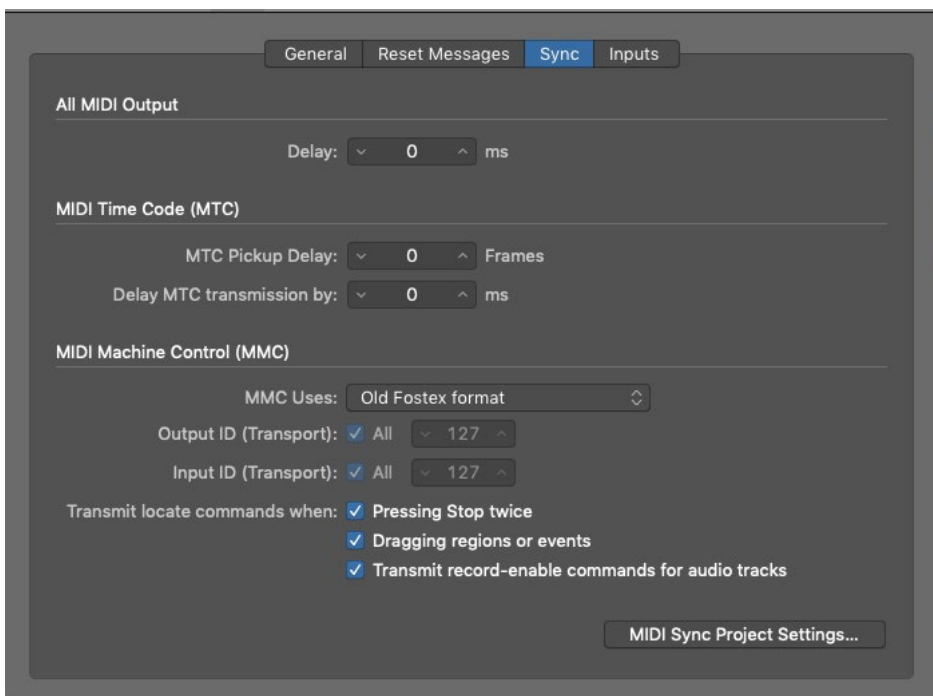 General Reset Messages Sync Inputs
All MIDI Output
Delay: 0 ms
MIDI Time Code (MTC)
MTC Pickup Delay: 0 Frames
Delay MTC transmission by: 0 ms
MIDI Machine Control (MMC)
MMC Uses: Old Fostex format
Output ID (Transport): All 127
Input ID (Transport): All 127
Transmit locate commands when: Pressing Stop twice
Dragging regions or events
Transmit record-enable commands for audio tracks
MIDI Sync Project Settings...